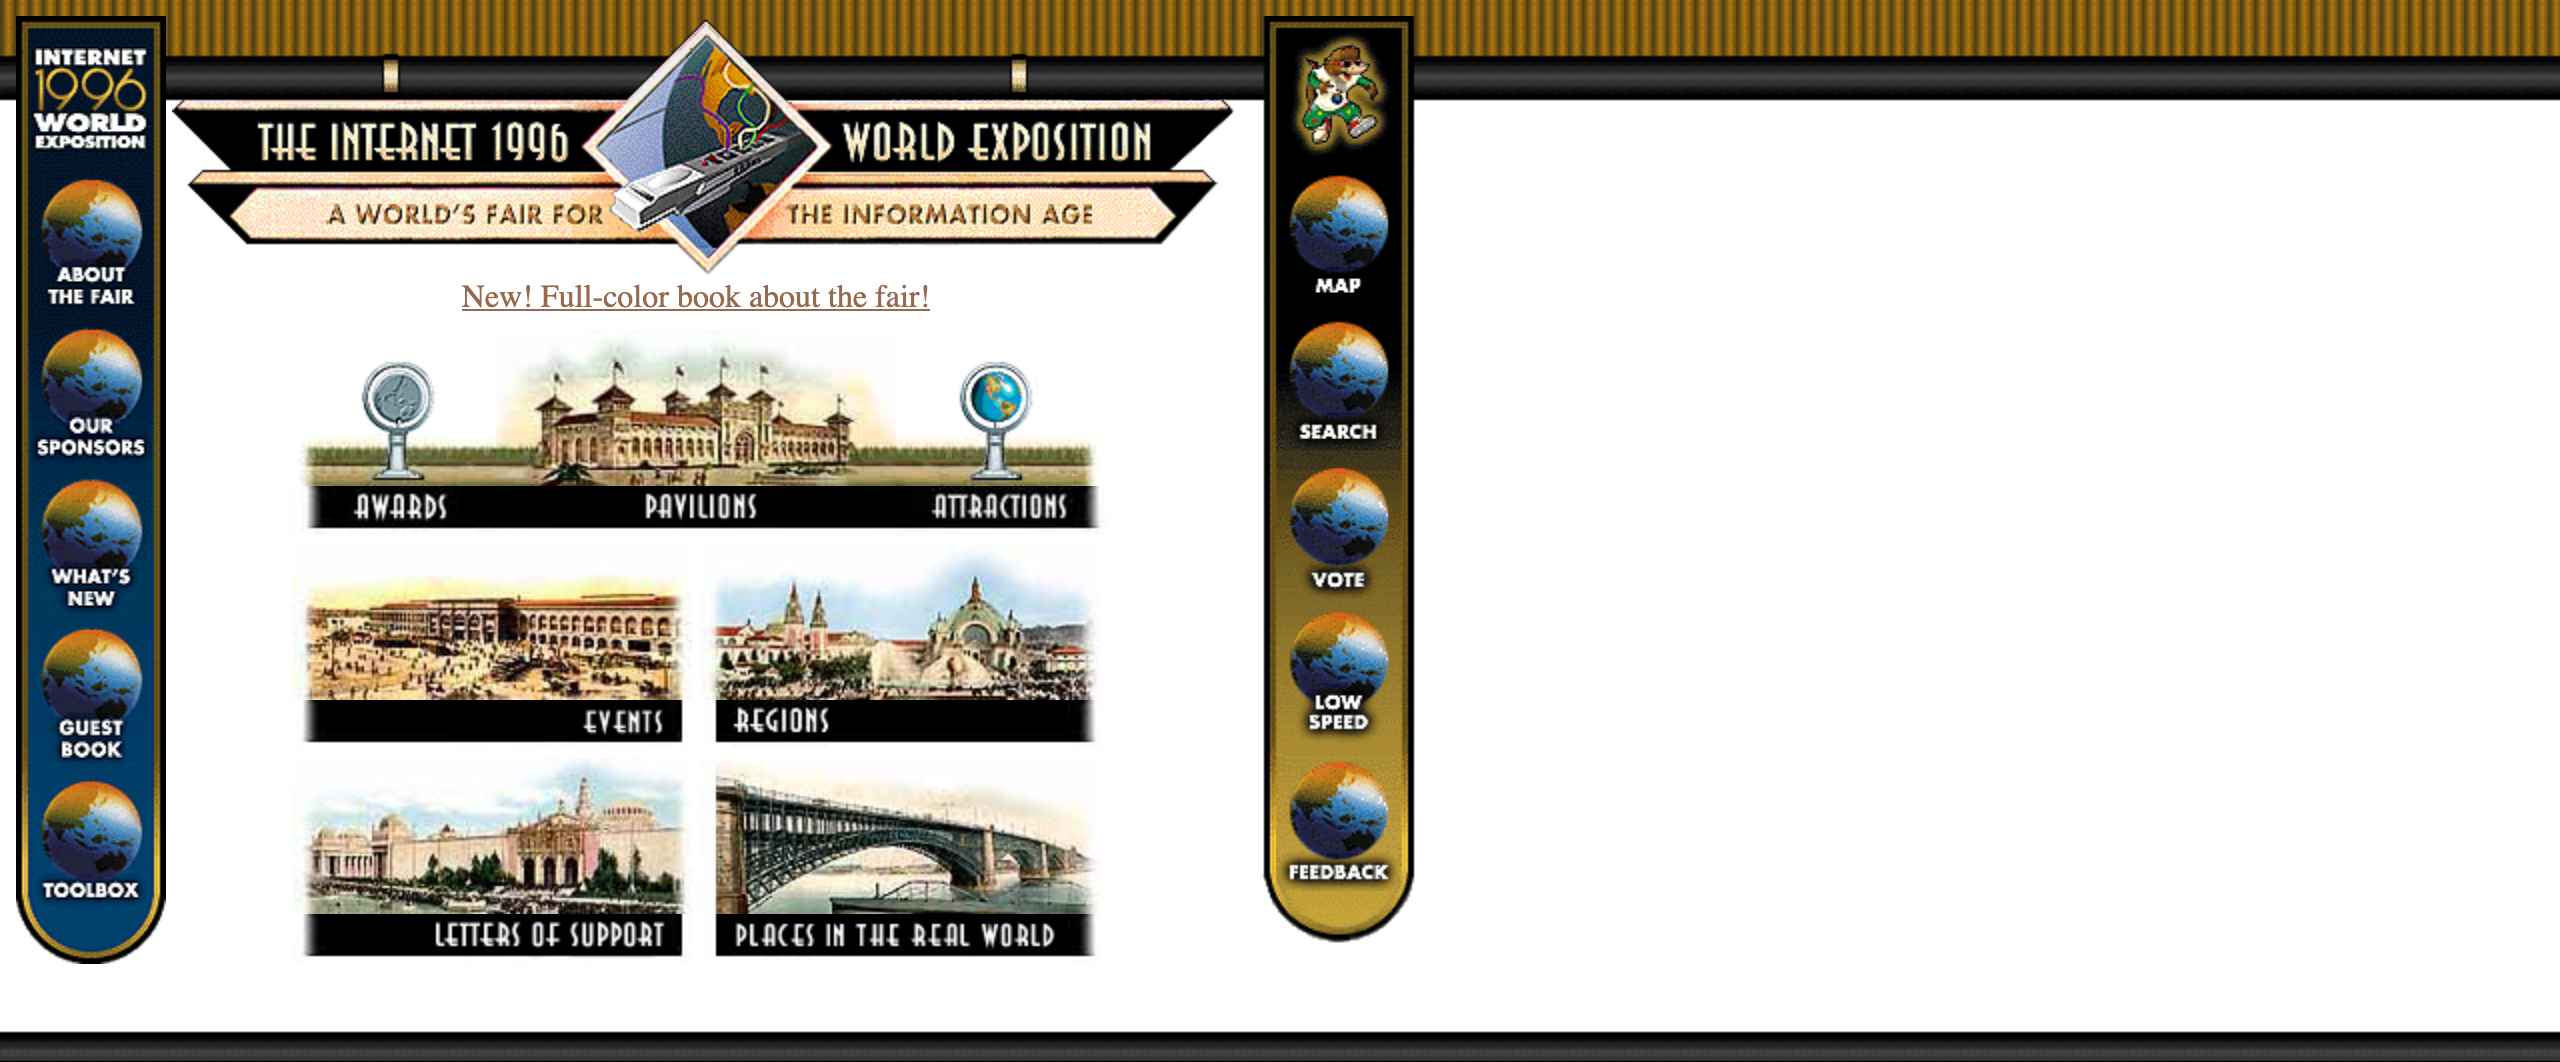 INTERNET
1996
WORLD
EXPOSITION
ABOUT
THE FAIR
OUR
SPONSORS
WHAT'S
NEW
GUEST
BOOK
TOOLBOX
THE INTERNET 1996 WORLD EXPOSITION
A WORLD'S FAIR FOR THE INFORMATION AGE
New! Full-color book about the fair!
AWARDS PAVILIONS ATTRACTIONS
EVENTS REGIONS
LETTERS OF SUPPORT PLACES IN THE REAL WORLD
MAP
SEARCH
VOTE
LOW
SPEED
FEEDBACK